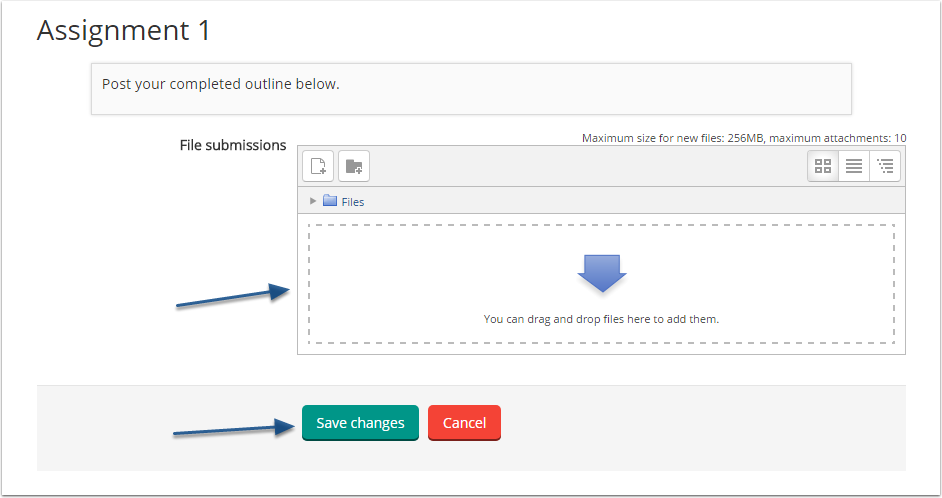 Assignment 1
Post your completed outline below.
Maximum size for new files: 256MB, maximum attachments: 10
File submissions
Files
You can drag and drop files here to add them.
Save changes
Cancel